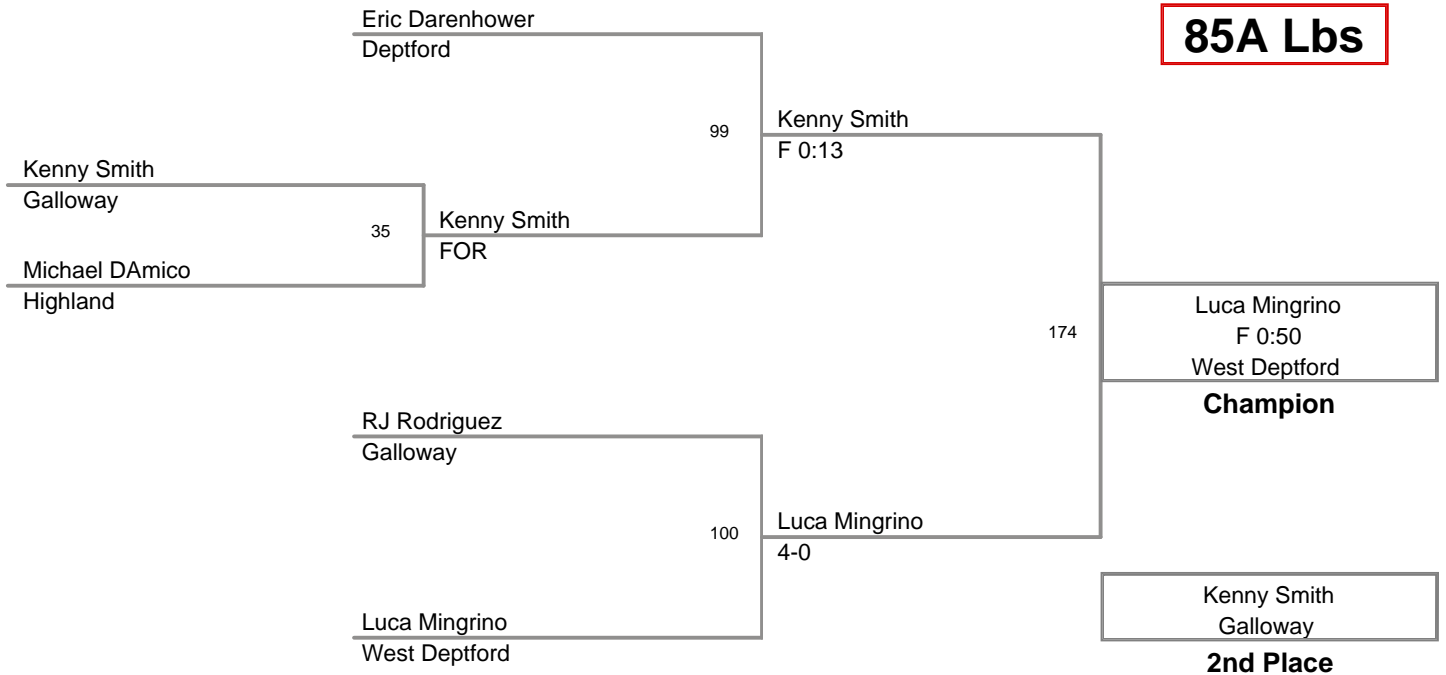 Eric Darenhower
Deptford
85A Lbs
99
Kenny Smith
F 0:13
Kenny Smith
Galloway
35
Kenny Smith
FOR
Michael DAmico
Highland
174
Luca Mingrino
F 0:50
West Deptford
Champion
RJ Rodriguez
Galloway
100
Luca Mingrino
4-0
Luca Mingrino
West Deptford
Kenny Smith
Galloway
2nd Place